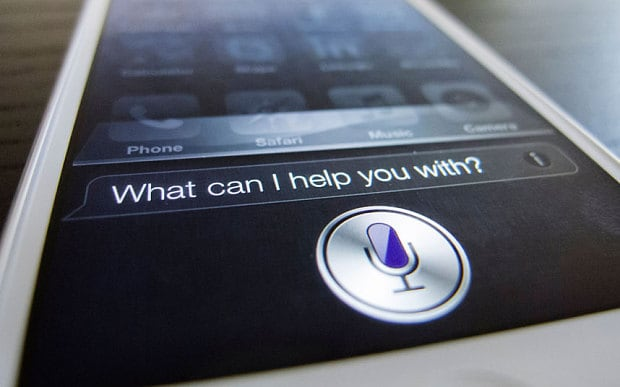 Phone Safari Music Camera
What can I help you with?
i